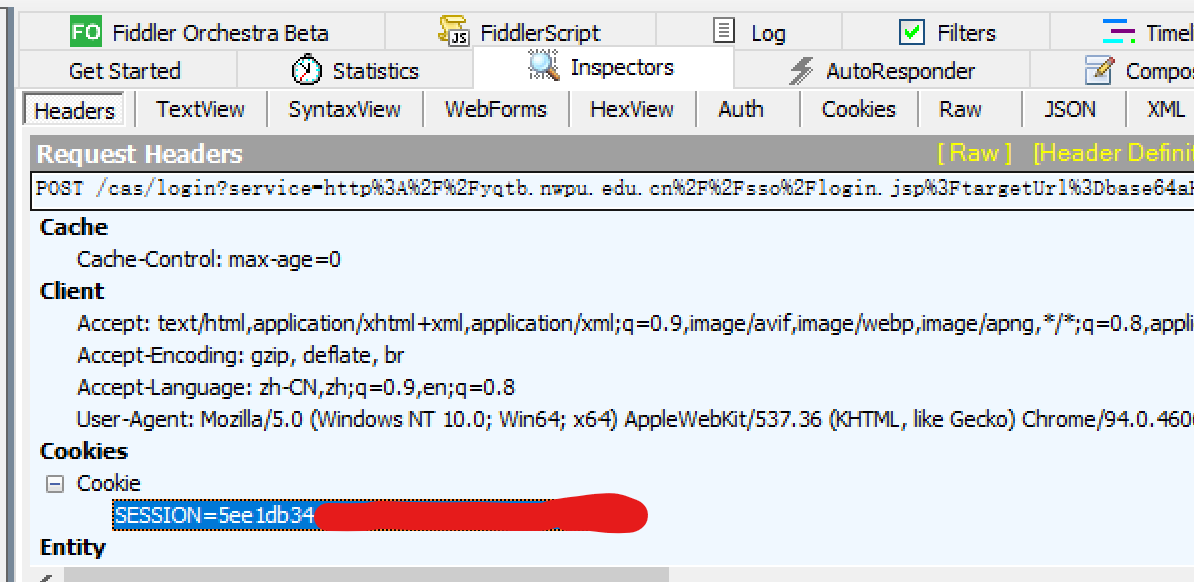 FO Fiddler Orchestra Beta JS FiddlerScript Log Filters Timel
Get Started Statistics Inspectors AutoResponder Compos
Headers TextView SyntaxView WebForms HexView Auth Cookies Raw JSON XML
Request Headers [ Raw ] [Header Definit
POST /cas/login?service=http%3A%2F%2Fyqtb.nwpu.edu.cn%2F%2Fsso%2Flogin.jsp%3FtargetUrl%3Dbase64aH
Cache
Cache-Control: max-age=0
Client
Accept: text/html,application/xhtml+xml,application/xml;q=0.9,image/avif,image/webp,image/apng,*/*;q=0.8,appli
Accept-Encoding: gzip, deflate, br
Accept-Language: zh-CN,zh;q=0.9,en;q=0.8
User-Agent: Mozilla/5.0 (Windows NT 10.0; Win64; x64) AppleWebKit/537.36 (KHTML, like Gecko) Chrome/94.0.460
Cookies
Cookie
SESSION=5ee1db34
Entity